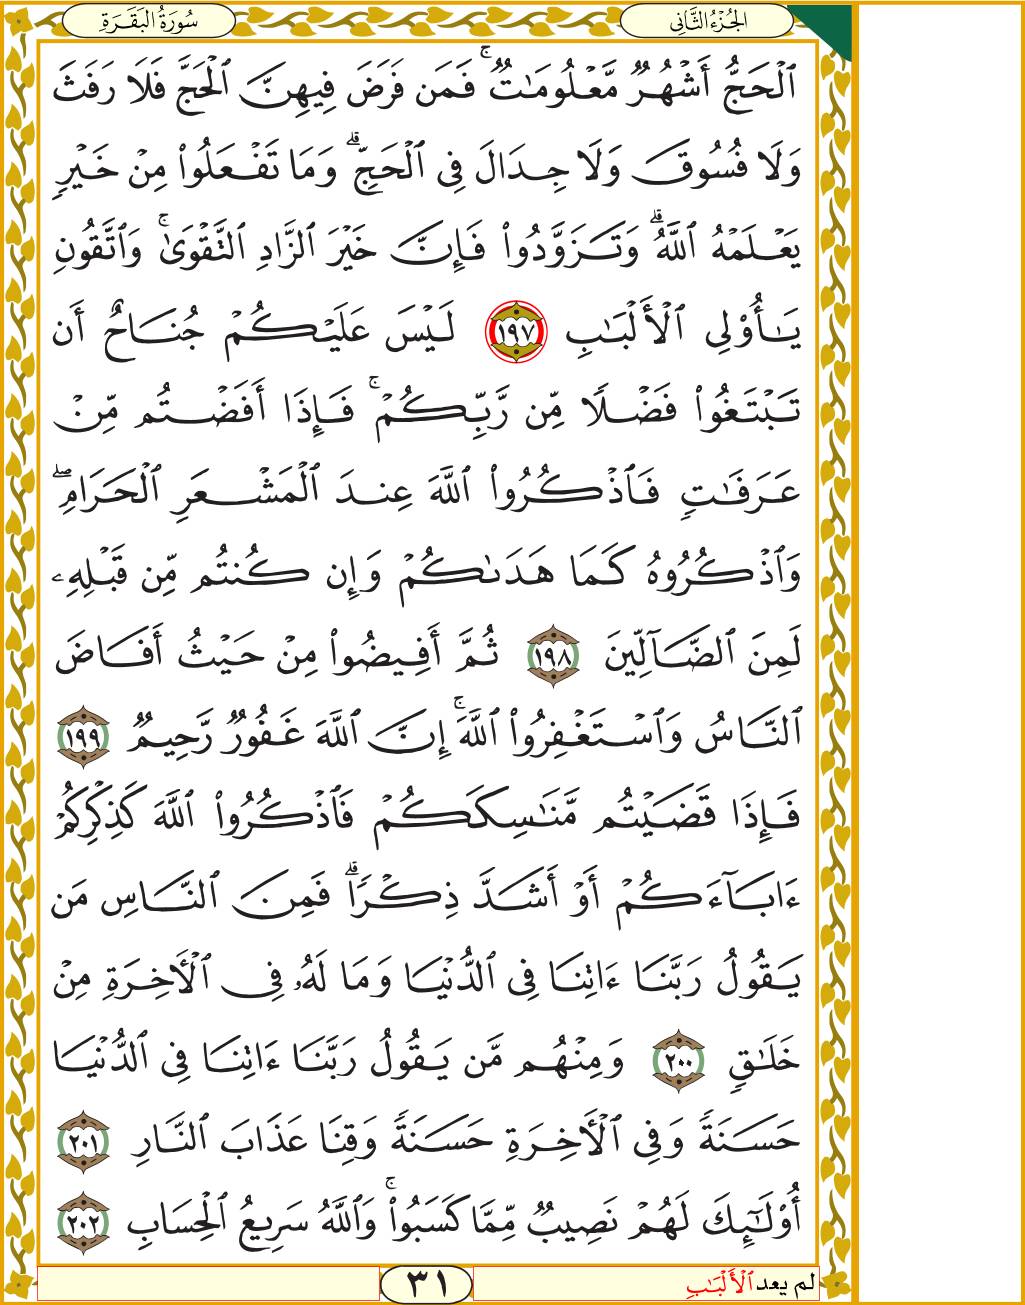 الجُزْءُ الثَّانِي
سُورَةُ البَقَرَةِ
ٱلْحَجُّ أَشْهُرٌ مَّعْلُومَـٰتٌ ۚ فَمَن فَرَضَ فِيهِنَّ ٱلْحَجَّ فَلَا رَفَثَ
وَلَا فُسُوقَ وَلَا جِدَالَ فِى ٱلْحَجِّ ۗ وَمَا تَفْعَلُوا۟ مِنْ خَيْرٍ
يَعْلَمْهُ ٱللَّهُ ۗ وَتَزَوَّدُوا۟ فَإِنَّ خَيْرَ ٱلزَّادِ ٱلتَّقْوَىٰ ۚ وَٱتَّقُونِ
يَـٰٓأُو۟لِى ٱلْأَلْبَـٰبِ ١٩٧ لَيْسَ عَلَيْكُمْ جُنَاحٌ أَن
تَبْتَغُوا۟ فَضْلًا مِّن رَّبِّكُمْ ۚ فَإِذَآ أَفَضْتُم مِّنْ
عَرَفَـٰتٍ فَٱذْكُرُوا۟ ٱللَّهَ عِندَ ٱلْمَشْعَرِ ٱلْحَرَامِ ۖ
وَٱذْكُرُوهُ كَمَا هَدَىٰكُمْ وَإِن كُنتُم مِّن قَبْلِهِۦ
لَمِنَ ٱلضَّآلِّينَ ١٩٨ ثُمَّ أَفِيضُوا۟ مِنْ حَيْثُ أَفَاضَ
ٱلنَّاسُ وَٱسْتَغْفِرُوا۟ ٱللَّهَ ۚ إِنَّ ٱللَّهَ غَفُورٌ رَّحِيمٌ ١٩٩
فَإِذَا قَضَيْتُم مَّنَـٰسِكَكُمْ فَٱذْكُرُوا۟ ٱللَّهَ كَذِكْرِكُمْ
ءَابَآءَكُمْ أَوْ أَشَدَّ ذِكْرًا ۗ فَمِنَ ٱلنَّاسِ مَن
يَقُولُ رَبَّنَآ ءَاتِنَا فِى ٱلدُّنْيَا وَمَا لَهُۥ فِى ٱلْـَٔاخِرَةِ مِنْ
خَلَـٰقٍ ٢٠٠ وَمِنْهُم مَّن يَقُولُ رَبَّنَآ ءَاتِنَا فِى ٱلدُّنْيَا
حَسَنَةً وَفِى ٱلْـَٔاخِرَةِ حَسَنَةً وَقِنَا عَذَابَ ٱلنَّارِ ٢٠١
أُو۟لَـٰٓئِكَ لَهُمْ نَصِيبٌ مِّمَّا كَسَبُوا۟ ۚ وَٱللَّهُ سَرِيعُ ٱلْحِسَابِ ٢٠٢
لم يعد ٱلْأَلْبَـٰبِ
٣١